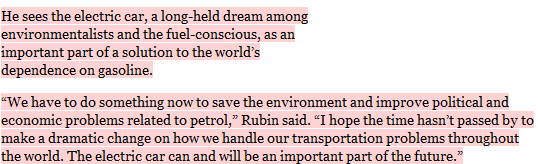 He sees the electric car, a long-held dream among
environmentalists and the fuel-conscious, as an
important part of a solution to the world’s
dependence on gasoline.
“We have to do something now to save the environment and improve political and
economic problems related to petrol,” Rubin said. “I hope the time hasn’t passed by to
make a dramatic change on how we handle our transportation problems throughout
the world. The electric car can and will be an important part of the future.”